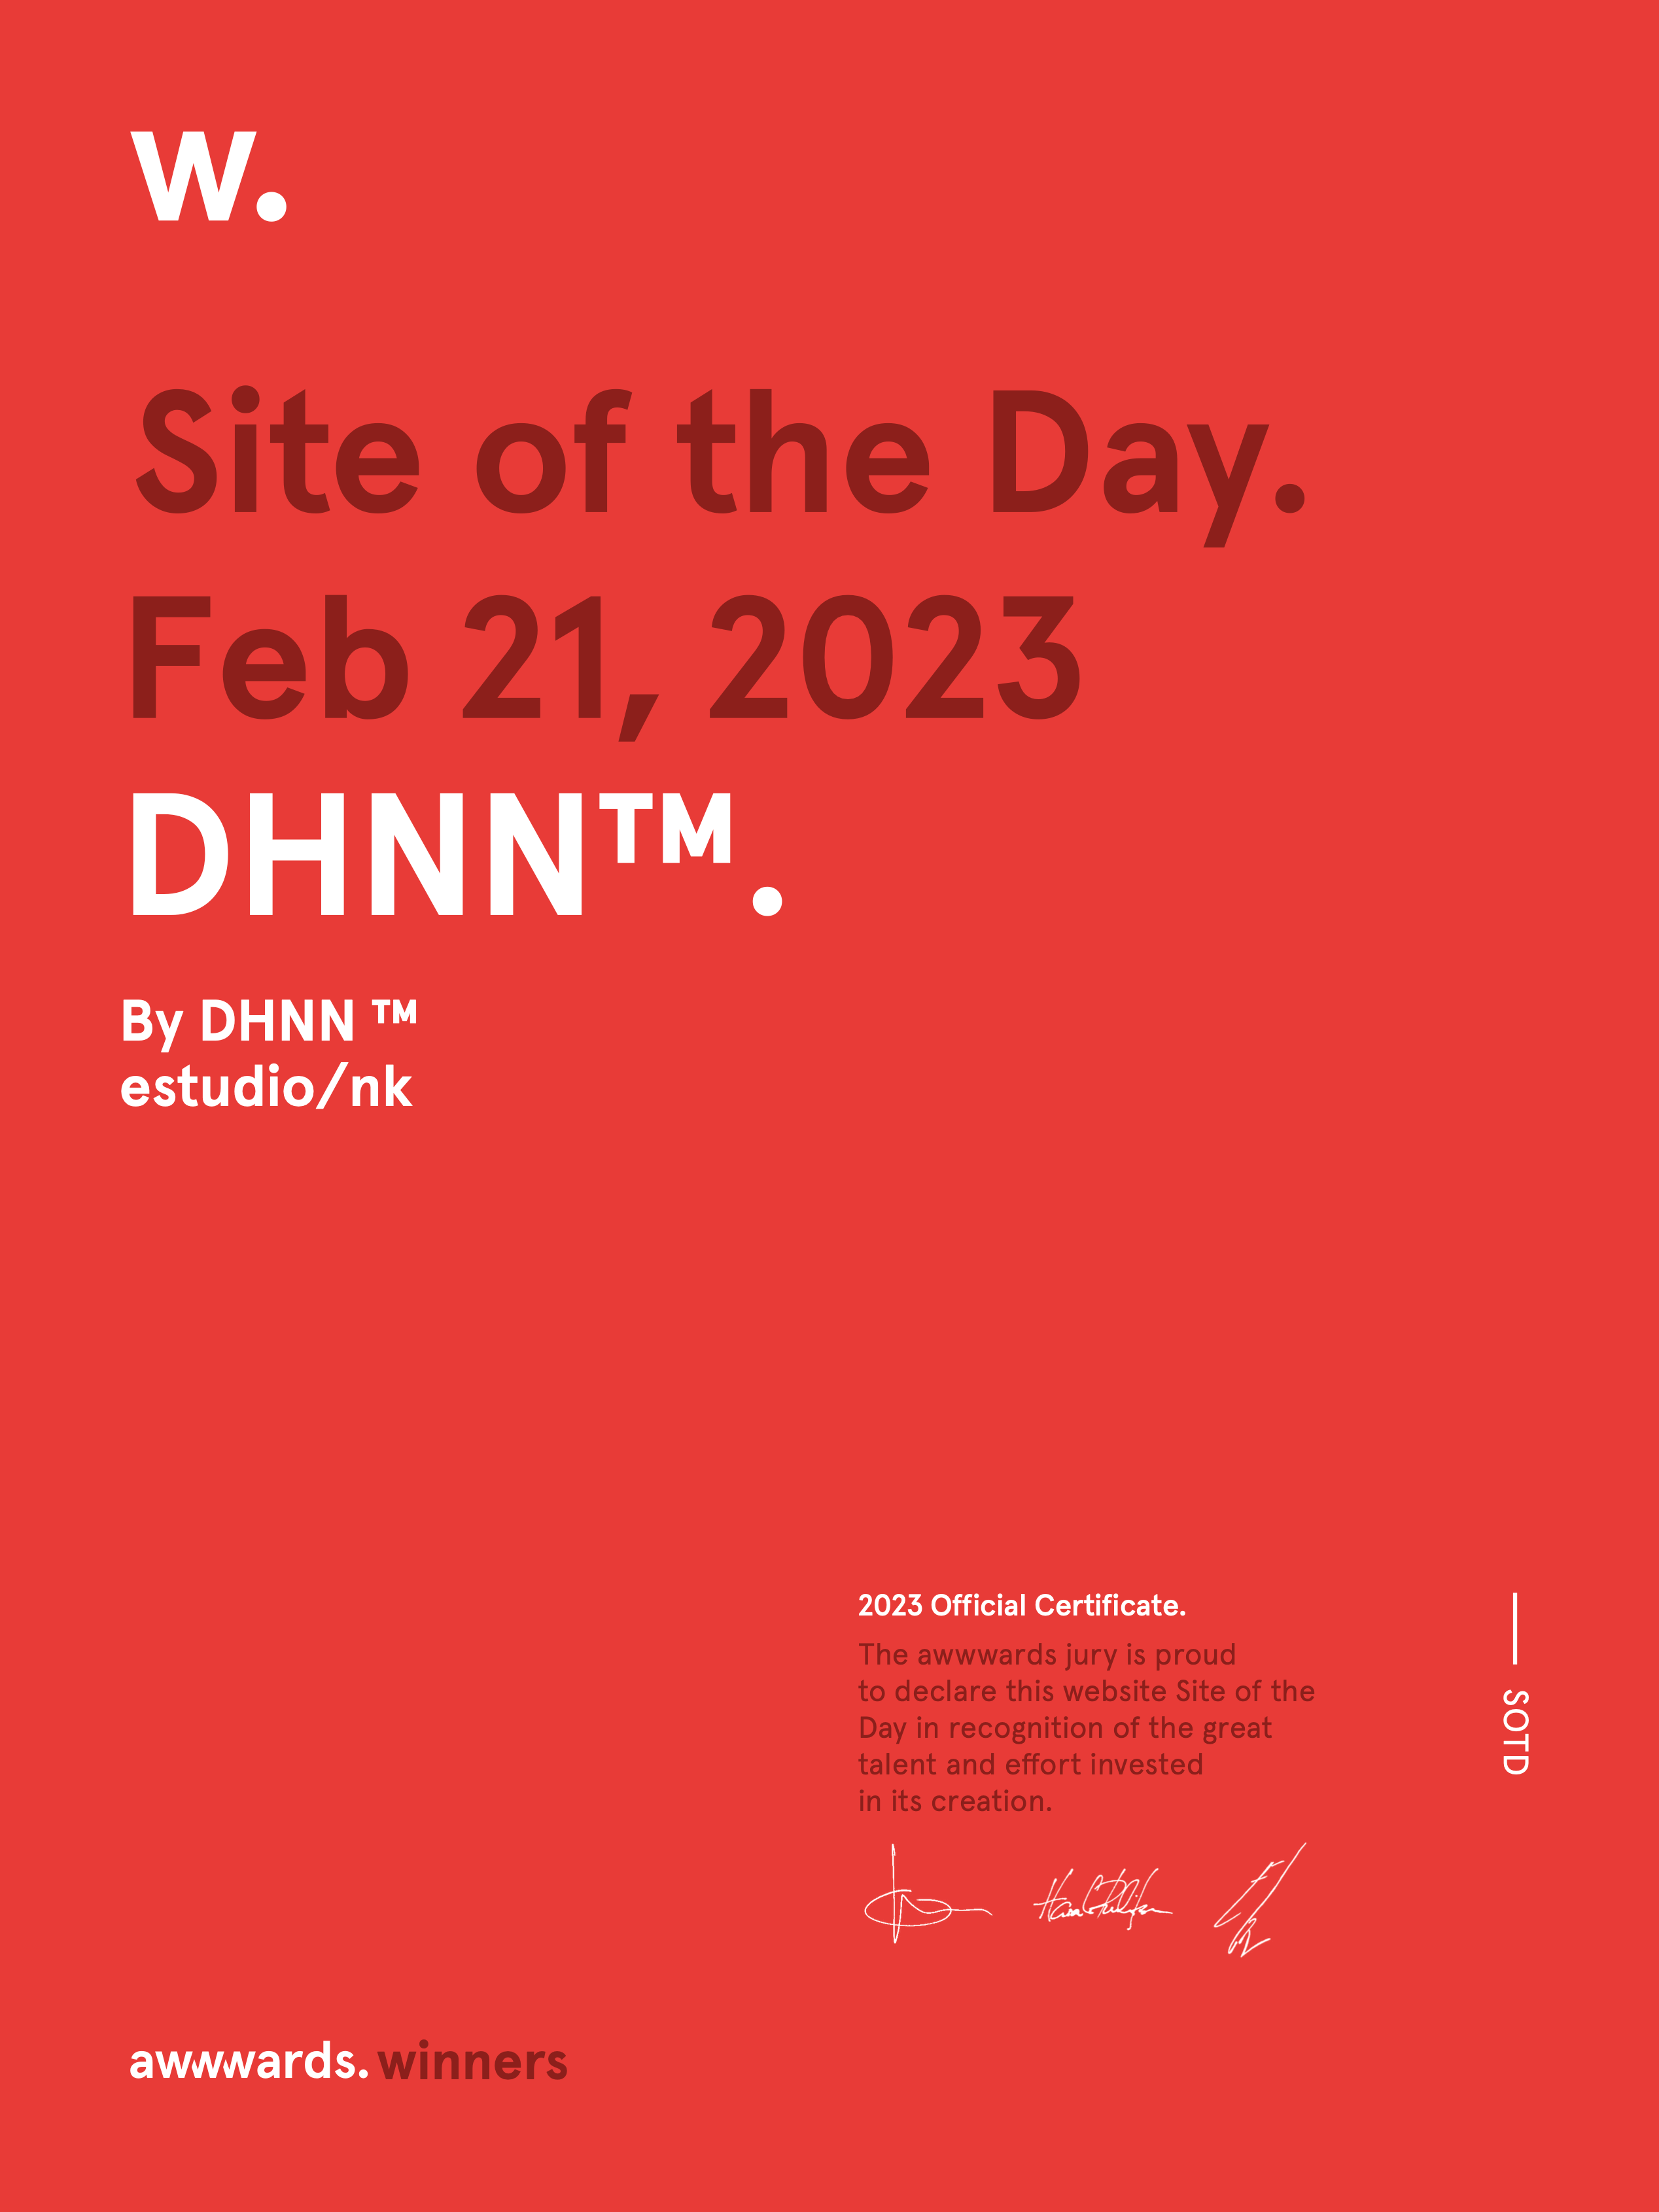 w.
Site of the Day.
Feb 21, 2023
DHNN™.
By DHNN ™
estudio/nk
2023 Official Certificate.
The awwwards jury is proud
to declare this website Site of the
Day in recognition of the great
talent and effort invested
in its creation.
SOTD
awwwards. winners